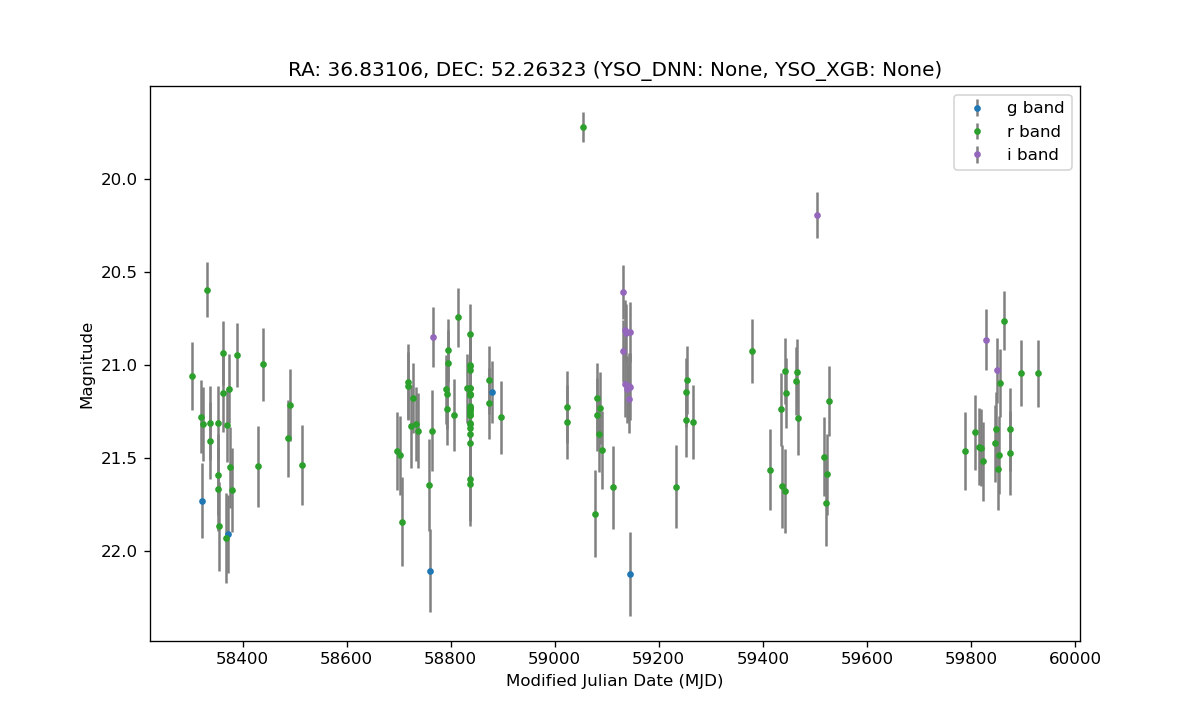 RA: 36.83106, DEC: 52.26323 (YSO_DNN: None, YSO_XGB: None)
g band
r band
i band
20.0
20.5
21.0
21.5
22.0
Magnitude
58400 58600 58800 59000 59200 59400 59600 59800 60000
Modified Julian Date (MJD)